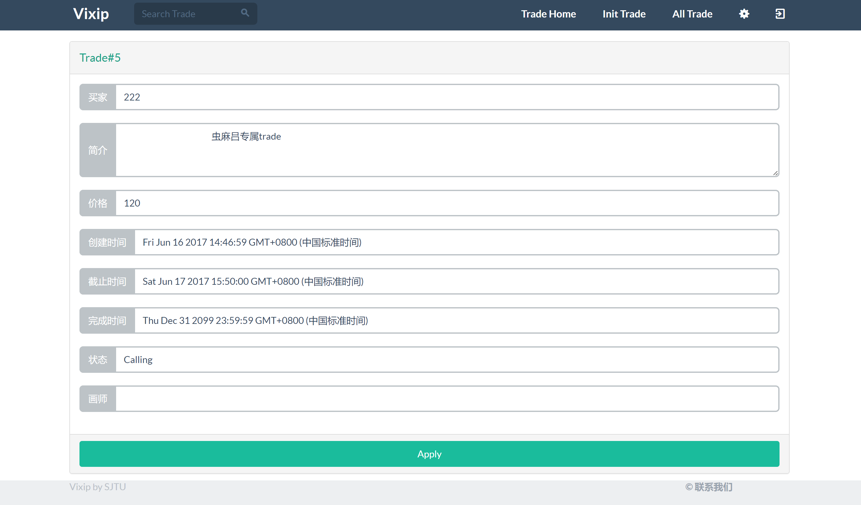 Vixip
Search Trade
Trade Home
Init Trade
All Trade
Trade#5
买家 222
简介 虫麻吕专属trade
价格 120
创建时间 Fri Jun 16 2017 14:46:59 GMT+0800 (中国标准时间)
截止时间 Sat Jun 17 2017 15:50:00 GMT+0800 (中国标准时间)
完成时间 Thu Dec 31 2099 23:59:59 GMT+0800 (中国标准时间)
状态 Calling
画师
Apply
Vixip by SJTU
© 联系我们